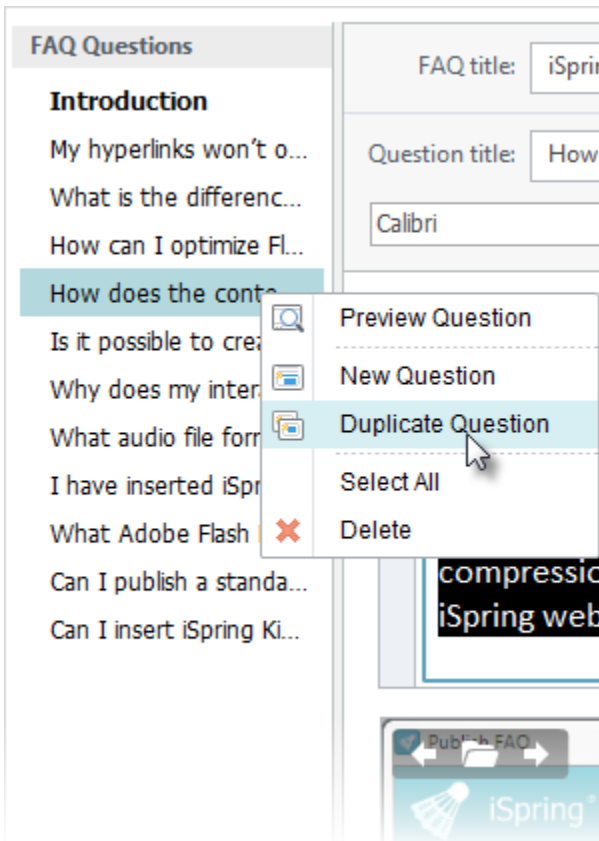 FAQ Questions
Introduction
My hyperlinks won't o...
What is the differenc...
How can I optimize Fl...
How does the conte
Is it possible to crea
Why does my inter
What audio file form
I have inserted iSpr
What Adobe Flash
Can I publish a standa...
Can I insert iSpring Ki...
FAQ title:
iSprin
Question title:
How
Calibri
Preview Question
New Question
Duplicate Question
Select All
Delete
compressio
iSpring web
Publish FAQ
iSpring®